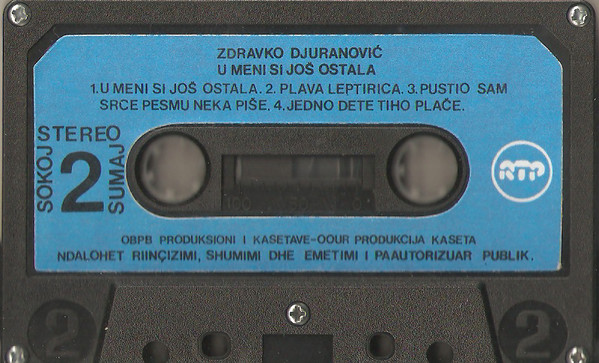 ZDRAVKO DJURANOVIĆ
U MENI SI JOŠ OSTALA
1.U MENI SI JOŠ OSTALA. 2. PLAVA LEPTIRICA. 3.PUSTIO SAM
SRCE PESMU NEKA PIŠE. 4.JEDNO DETE TIHO PLAČE.
STEREO
SOKOJ
2
SUMAJ
RTP
100
OBPB PRODUKSIONI I KASETAVE-OOUR PRODUKCIJA KASETA
NDALOHET RIINÇIZIMI, SHUMIMI DHE EMETIMI I PAAUTORIZUAR PUBLIK.
2
2